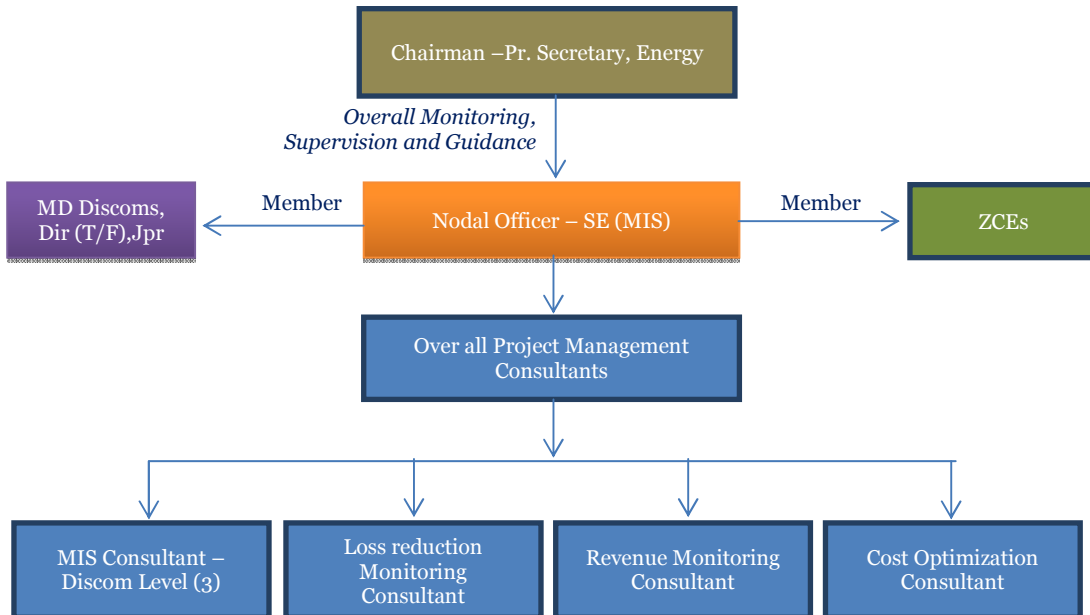 Chairman –Pr. Secretary, Energy
Overall Monitoring,
Supervision and Guidance
MD Discoms,
Dir (T/F),Jpr
Member
Nodal Officer – SE (MIS)
Member
ZCEs
Over all Project Management
Consultants
MIS Consultant –
Discom Level (3)
Loss reduction
Monitoring
Consultant
Revenue Monitoring
Consultant
Cost Optimization
Consultant